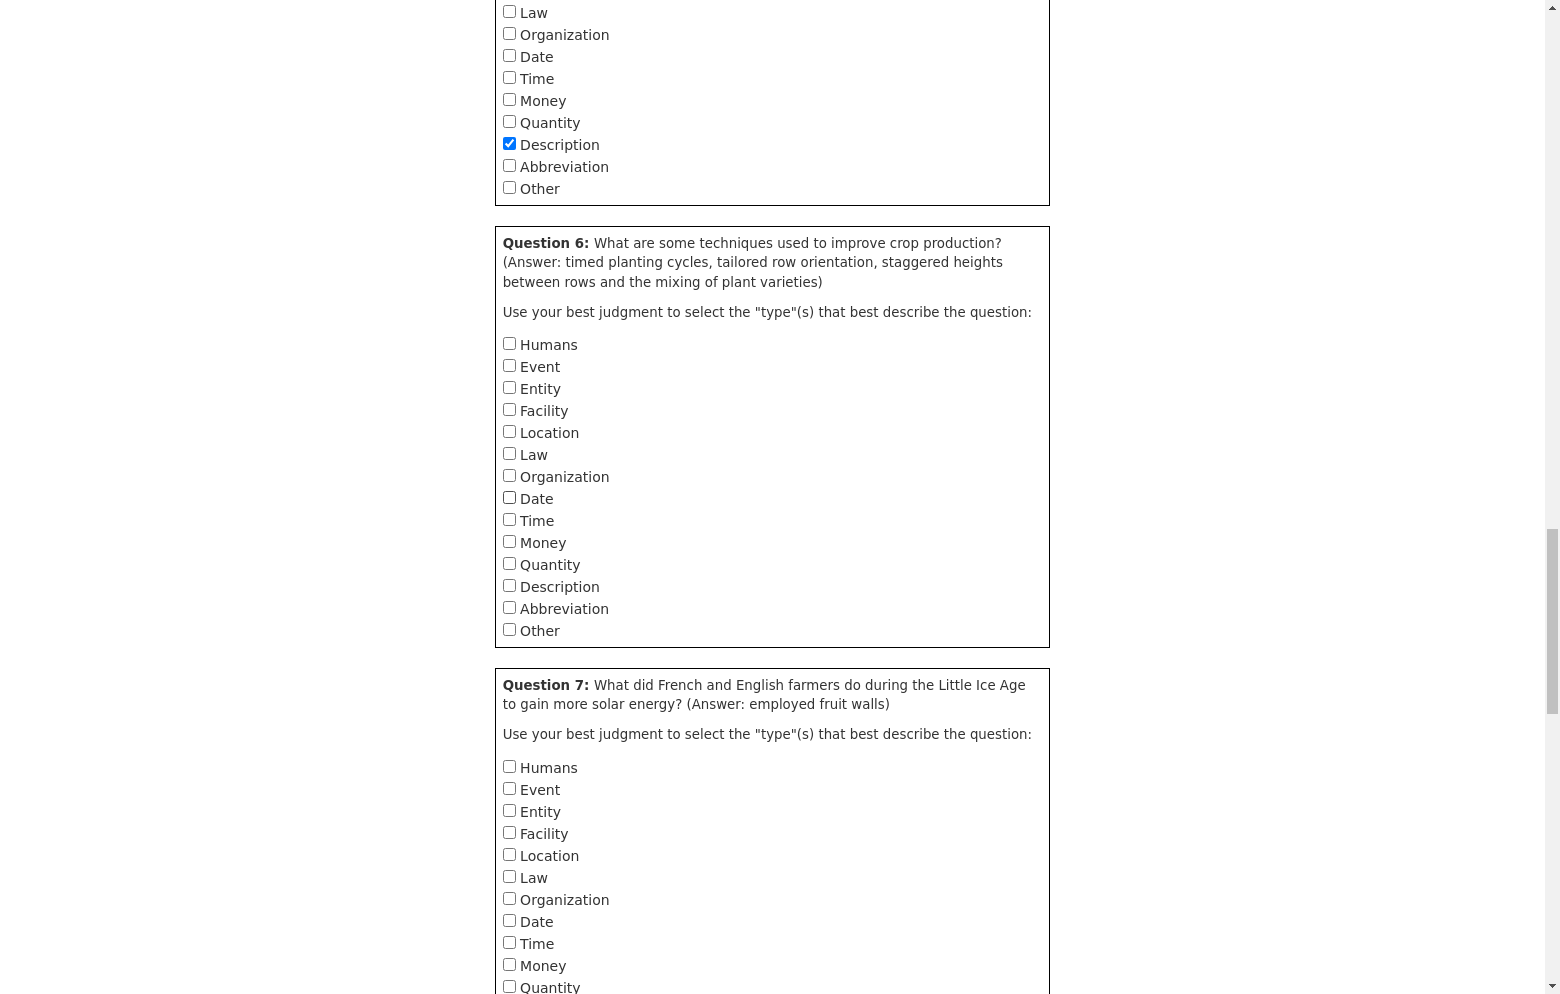 Law
Organization
Date
Time
Money
Quantity
Description
Abbreviation
Other
Question 6: What are some techniques used to improve crop production?
(Answer: timed planting cycles, tailored row orientation, staggered heights
between rows and the mixing of plant varieties)
Use your best judgment to select the "type"(s) that best describe the question:
Humans
Event
Entity
Facility
Location
Law
Organization
Date
Time
Money
Quantity
Description
Abbreviation
Other
Question 7: What did French and English farmers do during the Little Ice Age
to gain more solar energy? (Answer: employed fruit walls)
Use your best judgment to select the "type"(s) that best describe the question:
Humans
Event
Entity
Facility
Location
Law
Organization
Date
Time
Money
Quantity